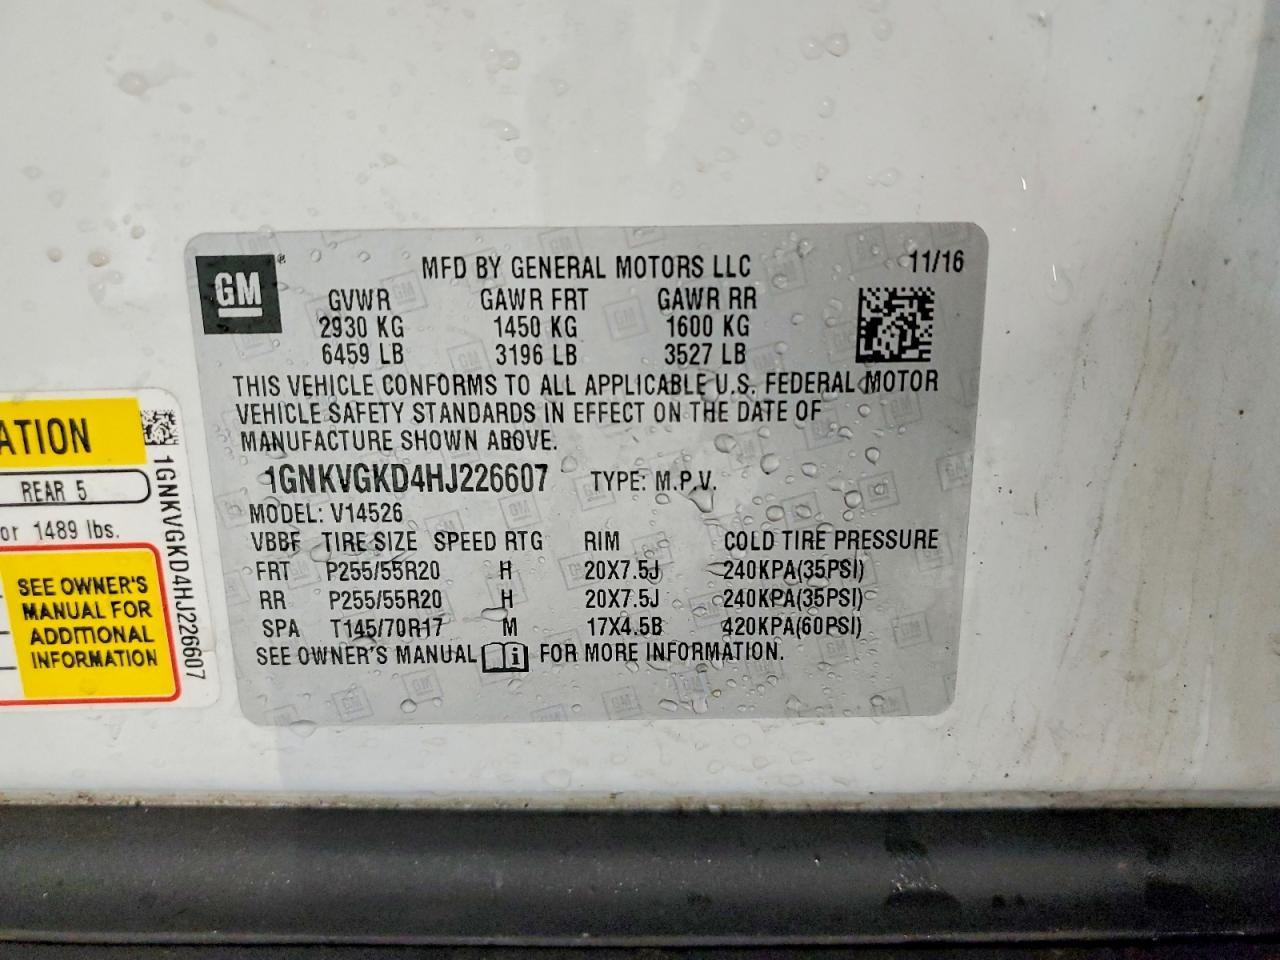 GM®
MFD BY GENERAL MOTORS LLC 11/16
GVWR GAWR FRT GAWR RR
2930 KG 1450 KG 1600 KG
6459 LB 3196 LB 3527 LB
THIS VEHICLE CONFORMS TO ALL APPLICABLE U.S. FEDERAL MOTOR
VEHICLE SAFETY STANDARDS IN EFFECT ON THE DATE OF
MANUFACTURE SHOWN ABOVE.
1GNKVGKD4HJ226607 TYPE: M.P.V.
MODEL: V14526
VBBF TIRE SIZE SPEED RTG RIM COLD TIRE PRESSURE
FRT P255/55R20 H 20X7.5J 240KPA(35PSI)
RR P255/55R20 H 20X7.5J 240KPA(35PSI)
SPA T145/70R17 M 17X4.5B 420KPA(60PSI)
SEE OWNER'S MANUAL FOR MORE INFORMATION.
ATION
REAR 5
or 1489 lbs.
SEE OWNER'S
MANUAL FOR
ADDITIONAL
INFORMATION
1GNKVGKD4HJ226607